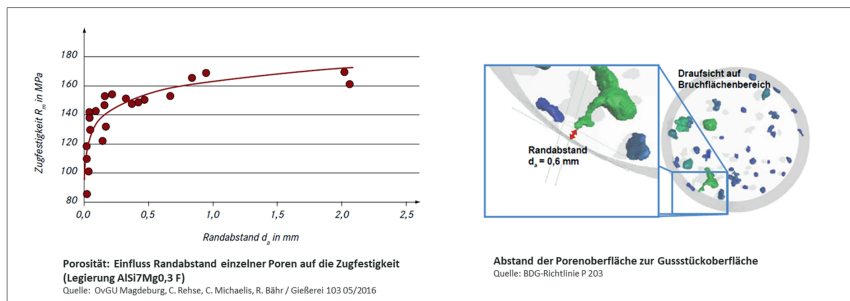 Zugfestigkeit Rm in MPa
180
160
140
120
100
80
0,0
0,5
1,0
1,5
2,0
2,5
Randabstand da in mm
Porosität: Einfluss Randabstand einzelner Poren auf die Zugfestigkeit
(Legierung AlSi7Mg0,3 F)
Quelle: OvGU Magdeburg, C. Rehse, C. Michaelis, R. Bähr / Gießerei 103 05/2016
Draufsicht auf
Bruchflächenbereich
Randabstand
da = 0,6 mm
Abstand der Porenoberfläche zur Gussstückoberfläche
Quelle: BDG-Richtlinie P 203